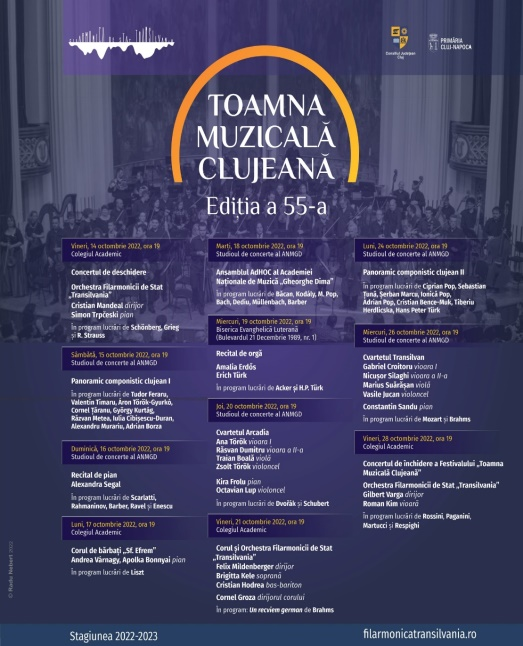 Consiliul Județean
Cluj
PRIMĂRIA
CLUJ-NAPOCA
TOAMNA
MUZICALĂ
CLUJEANĂ
Ediția a 55-a
Vineri, 14 octombrie 2022, ora 19
Colegiul Academic
Concertul de deschidere
Orchestra Filarmonicii de Stat
„Transilvania”
Cristian Mandeal dirijor
Simon Trpčeski pian
În program lucrări de Schönberg, Grieg
și R. Strauss
Sâmbătă, 15 octombrie 2022, ora 19
Studioul de concerte al ANMGD
Panoramic componistic clujean I
În program lucrări de Tudor Feraru,
Valentin Timaru, Áron Török-Gyurkó,
Cornel Țăranu, György Kurtág,
Răzvan Metea, Iulia Cibișescu-Duran,
Alexandru Murariu, Adrian Borza
Duminică, 16 octombrie 2022, ora 19
Studioul de concerte al ANMGD
Recital de pian
Alexandra Segal
În program lucrări de Scarlatti,
Rahmaninov, Barber, Ravel și Enescu
Luni, 17 octombrie 2022, ora 19
Colegiul Academic
Corul de bărbați „Sf. Efrem”
Andrea Várnagy, Apolka Bonnyai pian
În program lucrări de Liszt
Marți, 18 octombrie 2022, ora 19
Studioul de concerte al ANMGD
Ansamblul AdHOC al Academiei
Naționale de Muzică „Gheorghe Dima”
În program lucrări de Băcan, Kodály, M. Pop,
Bach, Dediu, Müllenbach, Barber
Miercuri, 19 octombrie 2022, ora 19
Biserica Evanghelică Luterană
(Bulevardul 21 Decembrie 1989, nr. 1)
Recital de orgă
Amalia Erdős
Erich Türk
În program lucrări de Acker și H.P. Türk
Joi, 20 octombrie 2022, ora 19
Studioul de concerte al ANMGD
Cvartetul Arcadia
Ana Török vioara I
Răsvan Dumitru vioara a II-a
Traian Boală violă
Zsolt Török violoncel
Kira Frolu pian
Octavian Lup violoncel
În program lucrări de Dvořák și Schubert
Vineri, 21 octombrie 2022, ora 19
Colegiul Academic
Corul și Orchestra Filarmonicii de Stat
„Transilvania”
Felix Mildenberger dirijor
Brigitta Kele soprană
Cristian Hodrea bas-bariton
Cornel Groza dirijorul corului
În program: Un recviem german de Brahms
Luni, 24 octombrie 2022, ora 19
Studioul de concerte al ANMGD
Panoramic componistic clujean II
În program lucrări de Ciprian Pop, Sebastian
Țună, Șerban Marcu, Ionică Pop,
Adrian Pop, Cristian Bence-Muk, Tiberiu
Herdlicska, Hans Peter Türk
Miercuri, 26 octombrie 2022, ora 19
Studioul de concerte al ANMGD
Cvartetul Transilvan
Gabriel Croitoru vioara I
Nicușor Silaghi vioara a II-a
Marius Suărășan violă
Vasile Jucan violoncel
Constantin Sandu pian
În program lucrări de Mozart și Brahms
Vineri, 28 octombrie 2022, ora 19
Colegiul Academic
Concertul de închidere a Festivalului „Toamna
Muzicală Clujeană”
Orchestra Filarmonicii de Stat „Transilvania”
Gilbert Varga dirijor
Roman Kim vioară
În program lucrări de Rossini, Paganini,
Martucci și Respighi
Stagiunea 2022-2023
filarmonicatransilvania.ro